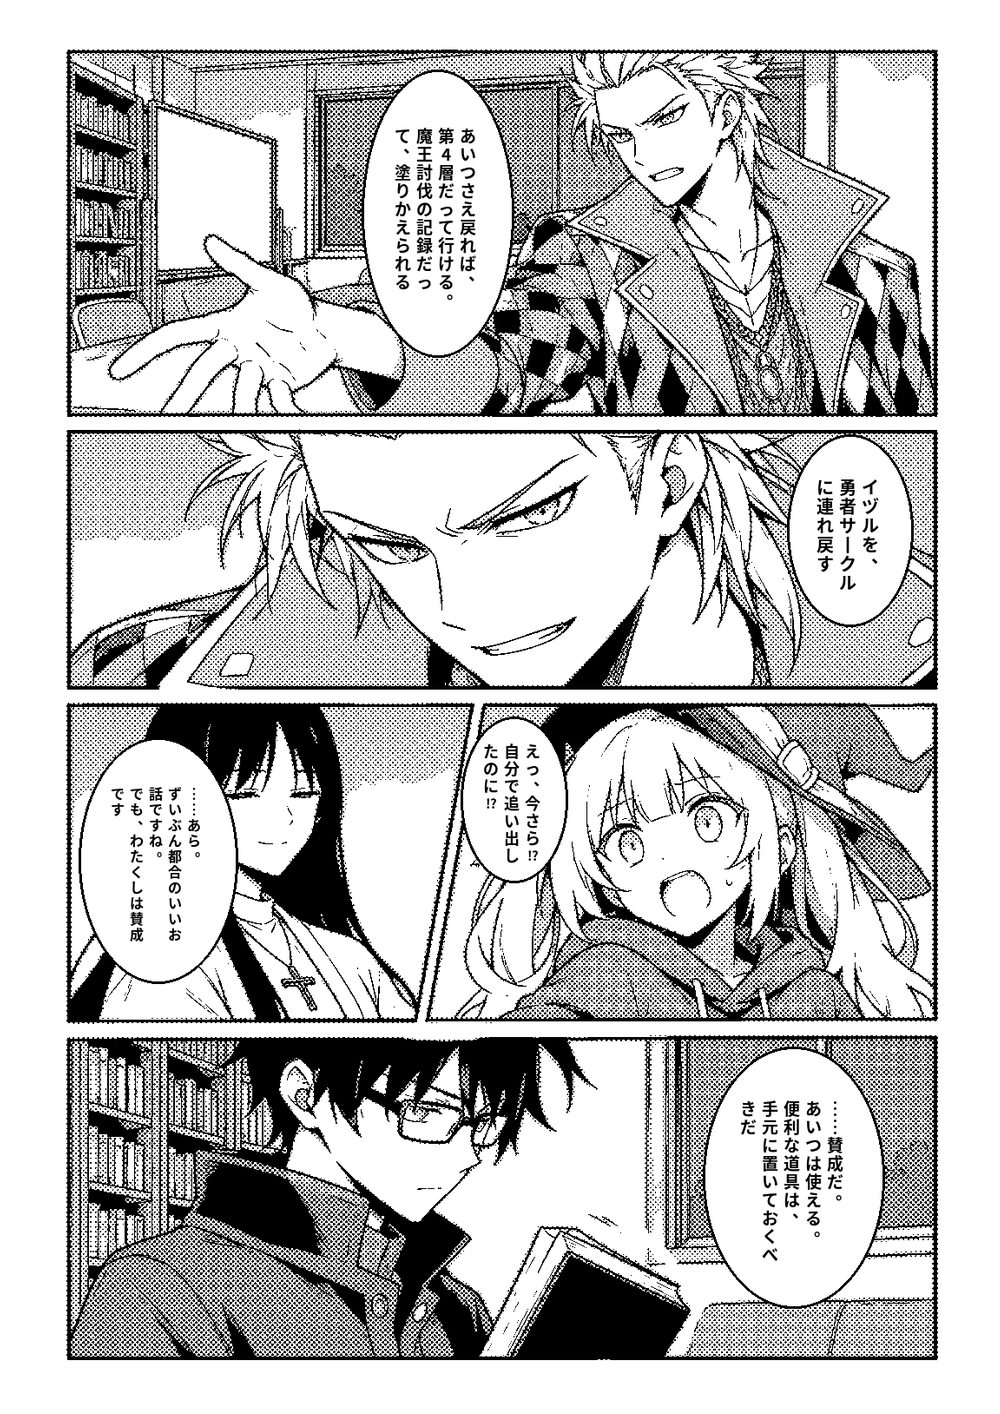 あいつさえ戻れば、
第4層だって行ける。
魔王討伐の記録だっ
て、塗りかえられる
イヅルを、
勇者サークル
に連れ戻す
えっ、今さら!?
自分で追い出し
たのに!?
……あら。
ずいぶん都合のいいお
話ですね。
でも、わたくしは賛成
です
……賛成だ。
あいつは使える。
便利な道具は、
手元に置いておくべ
きだ